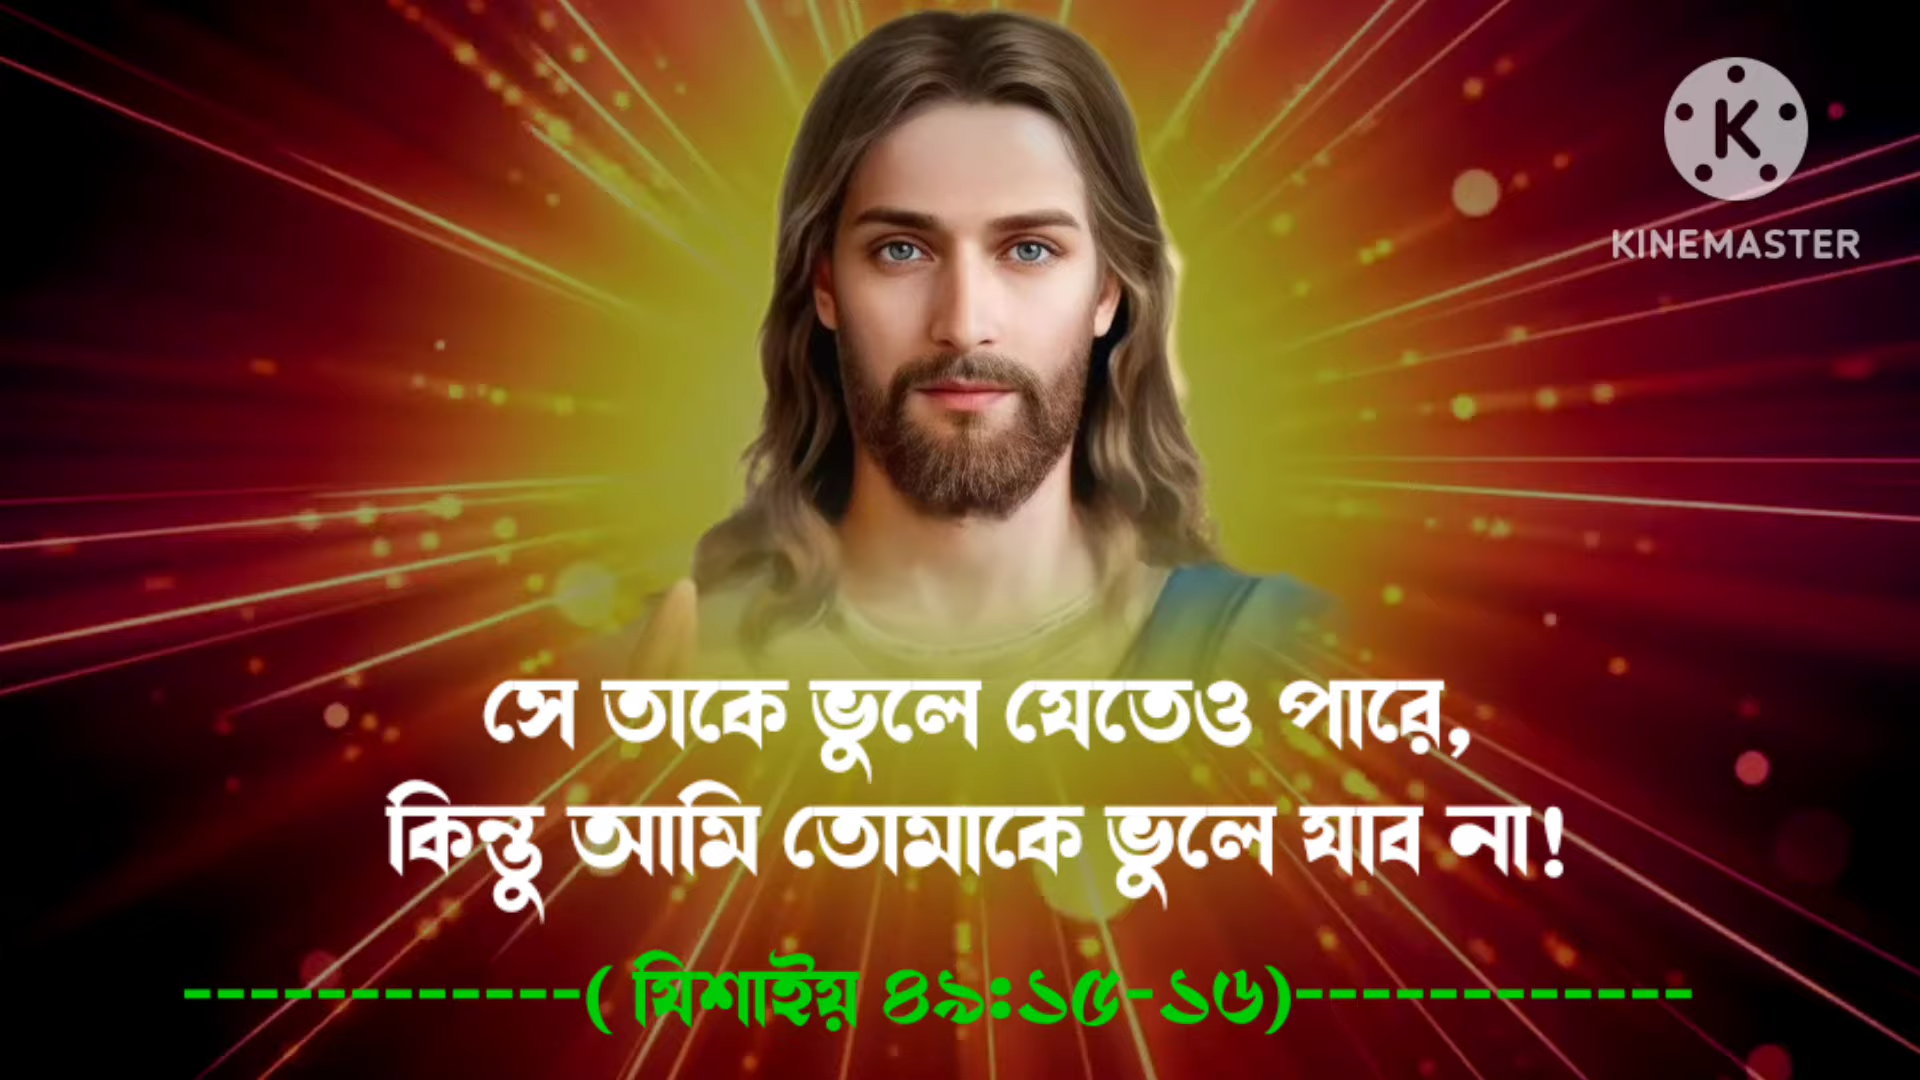 KINEMASTER
সে তাকে ভুলে যেতেও পারে,
কিন্তু আমি তোমাকে ভুলে যাব না!
------------( যিশাইয় ৪৯:১৫-১৬)------------